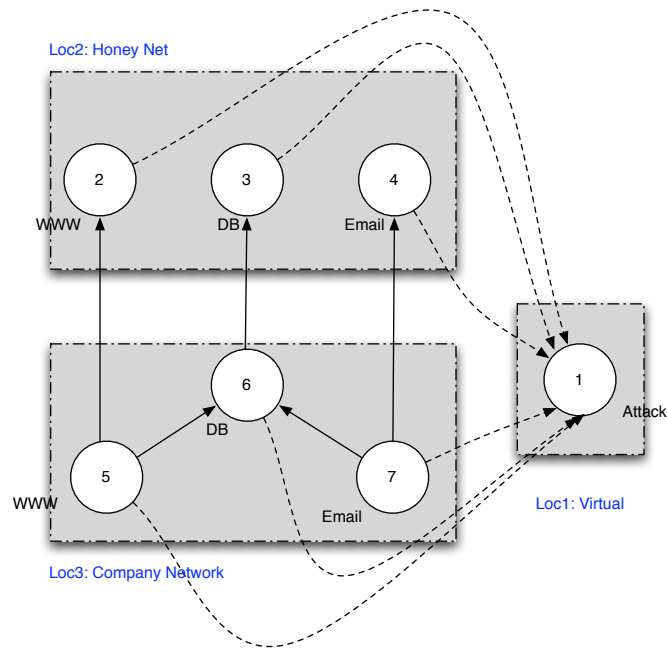 Loc2: Honey Net
2
3
4
WWW
DB
Email
6
1
DB
Attack
5
7
WWW
Email
Loc1: Virtual
Loc3: Company Network